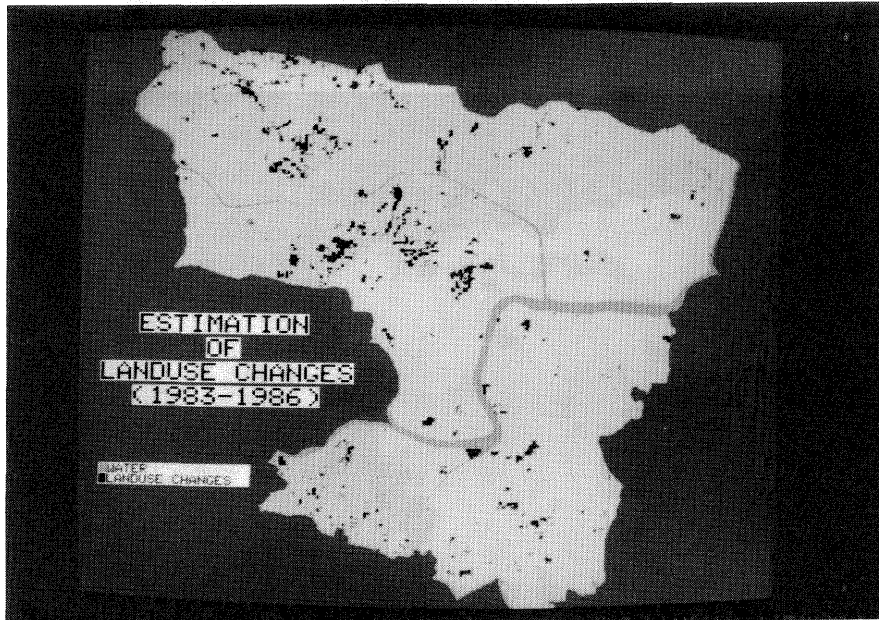 ESTIMATION
OF
LANDUSE CHANGES
(1983-1986)
WATER
LANDUSE CHANGES